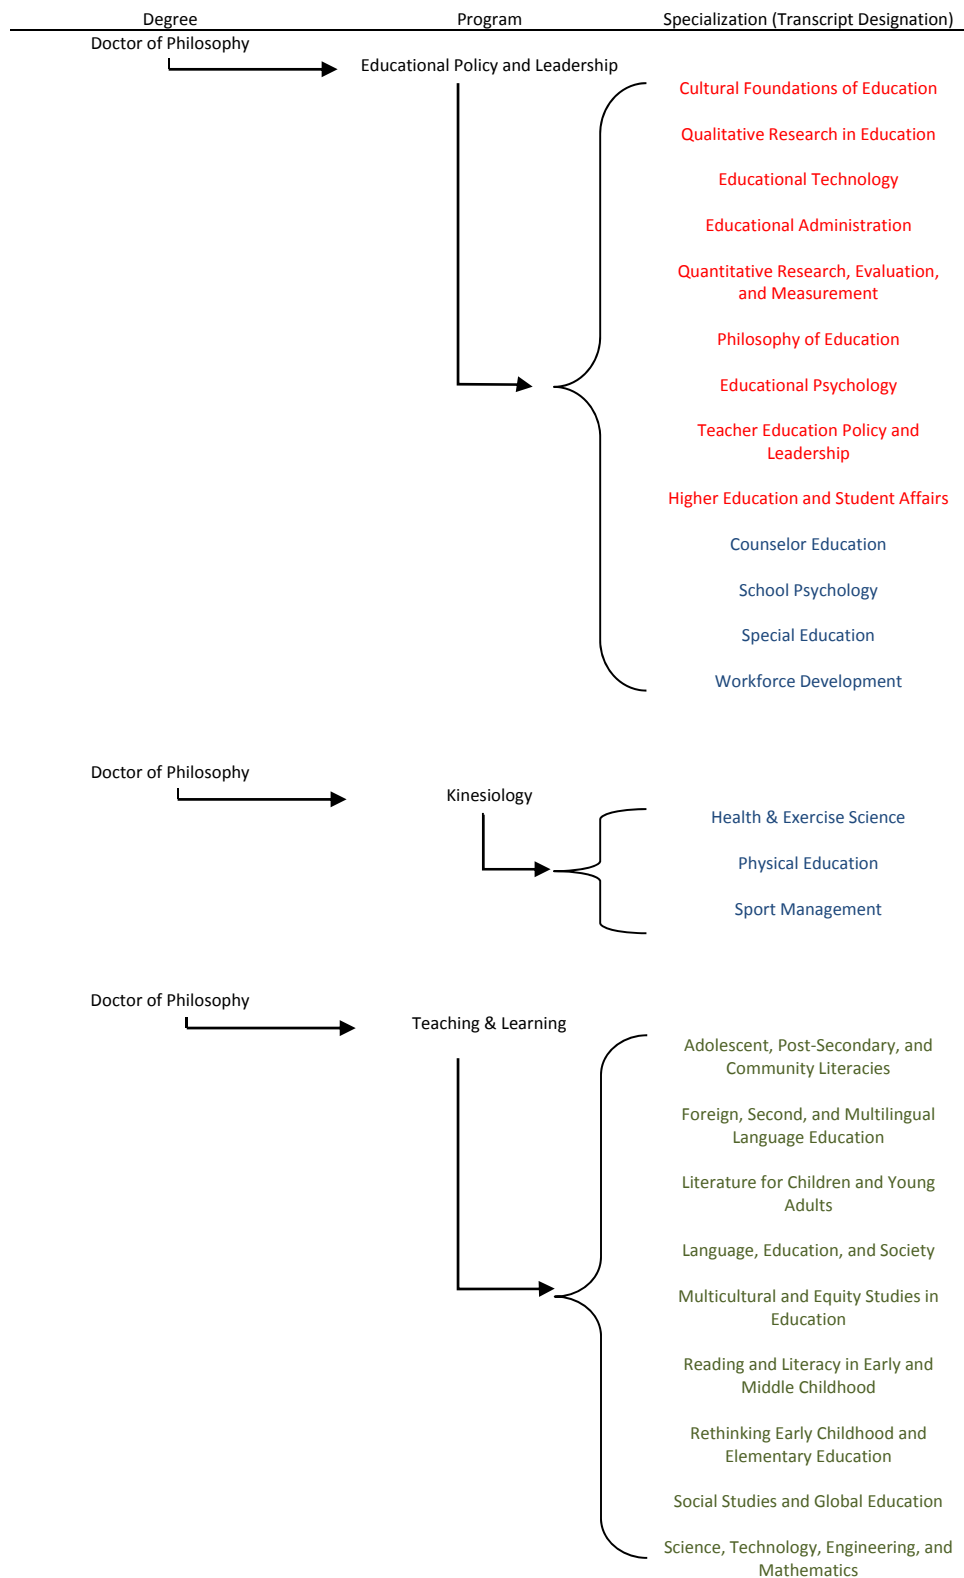 Degree
Program
Specialization (Transcript Designation)
Doctor of Philosophy
Educational Policy and Leadership
Cultural Foundations of Education
Qualitative Research in Education
Educational Technology
Educational Administration
Quantitative Research, Evaluation,
and Measurement
Philosophy of Education
Educational Psychology
Teacher Education Policy and
Leadership
Higher Education and Student Affairs
Counselor Education
School Psychology
Special Education
Workforce Development
Doctor of Philosophy
Kinesiology
Health & Exercise Science
Physical Education
Sport Management
Doctor of Philosophy
Teaching & Learning
Adolescent, Post-Secondary, and
Community Literacies
Foreign, Second, and Multilingual
Language Education
Literature for Children and Young
Adults
Language, Education, and Society
Multicultural and Equity Studies in
Education
Reading and Literacy in Early and
Middle Childhood
Rethinking Early Childhood and
Elementary Education
Social Studies and Global Education
Science, Technology, Engineering, and
Mathematics